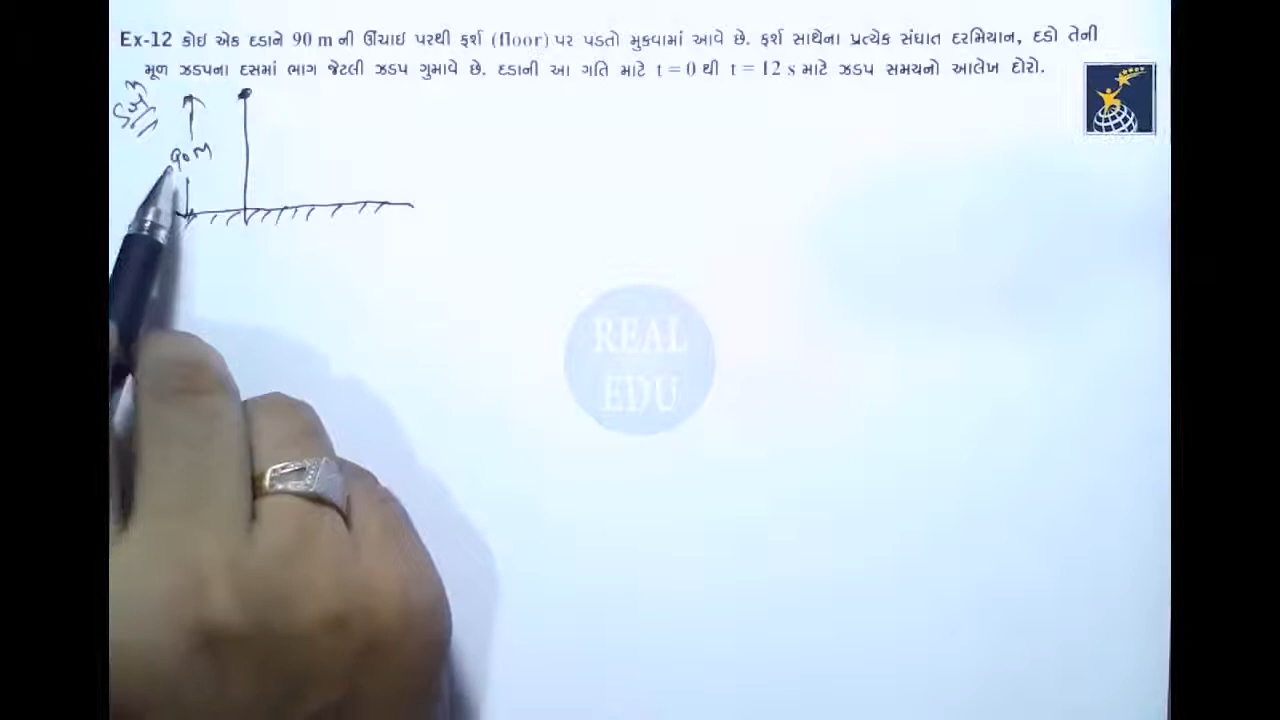 Ex-12 કોઇ એક દડાને 90 m ની ઊંચાઇ પરથી ફર્શ (floor) પર પડતો મુકવામાં આવે છે. ફર્શ સાથેના પ્રત્યેક સંઘાત દરમિયાન, દડો તેની
મૂળ ઝડપના દસમાં ભાગ જેટલી ઝડપ ગુમાવે છે. દડાની આ ગતિ માટે t = 0 થી t = 12 s માટે ઝડપ સમયનો આલેખ દોરો.
90 m
REAL
EDU